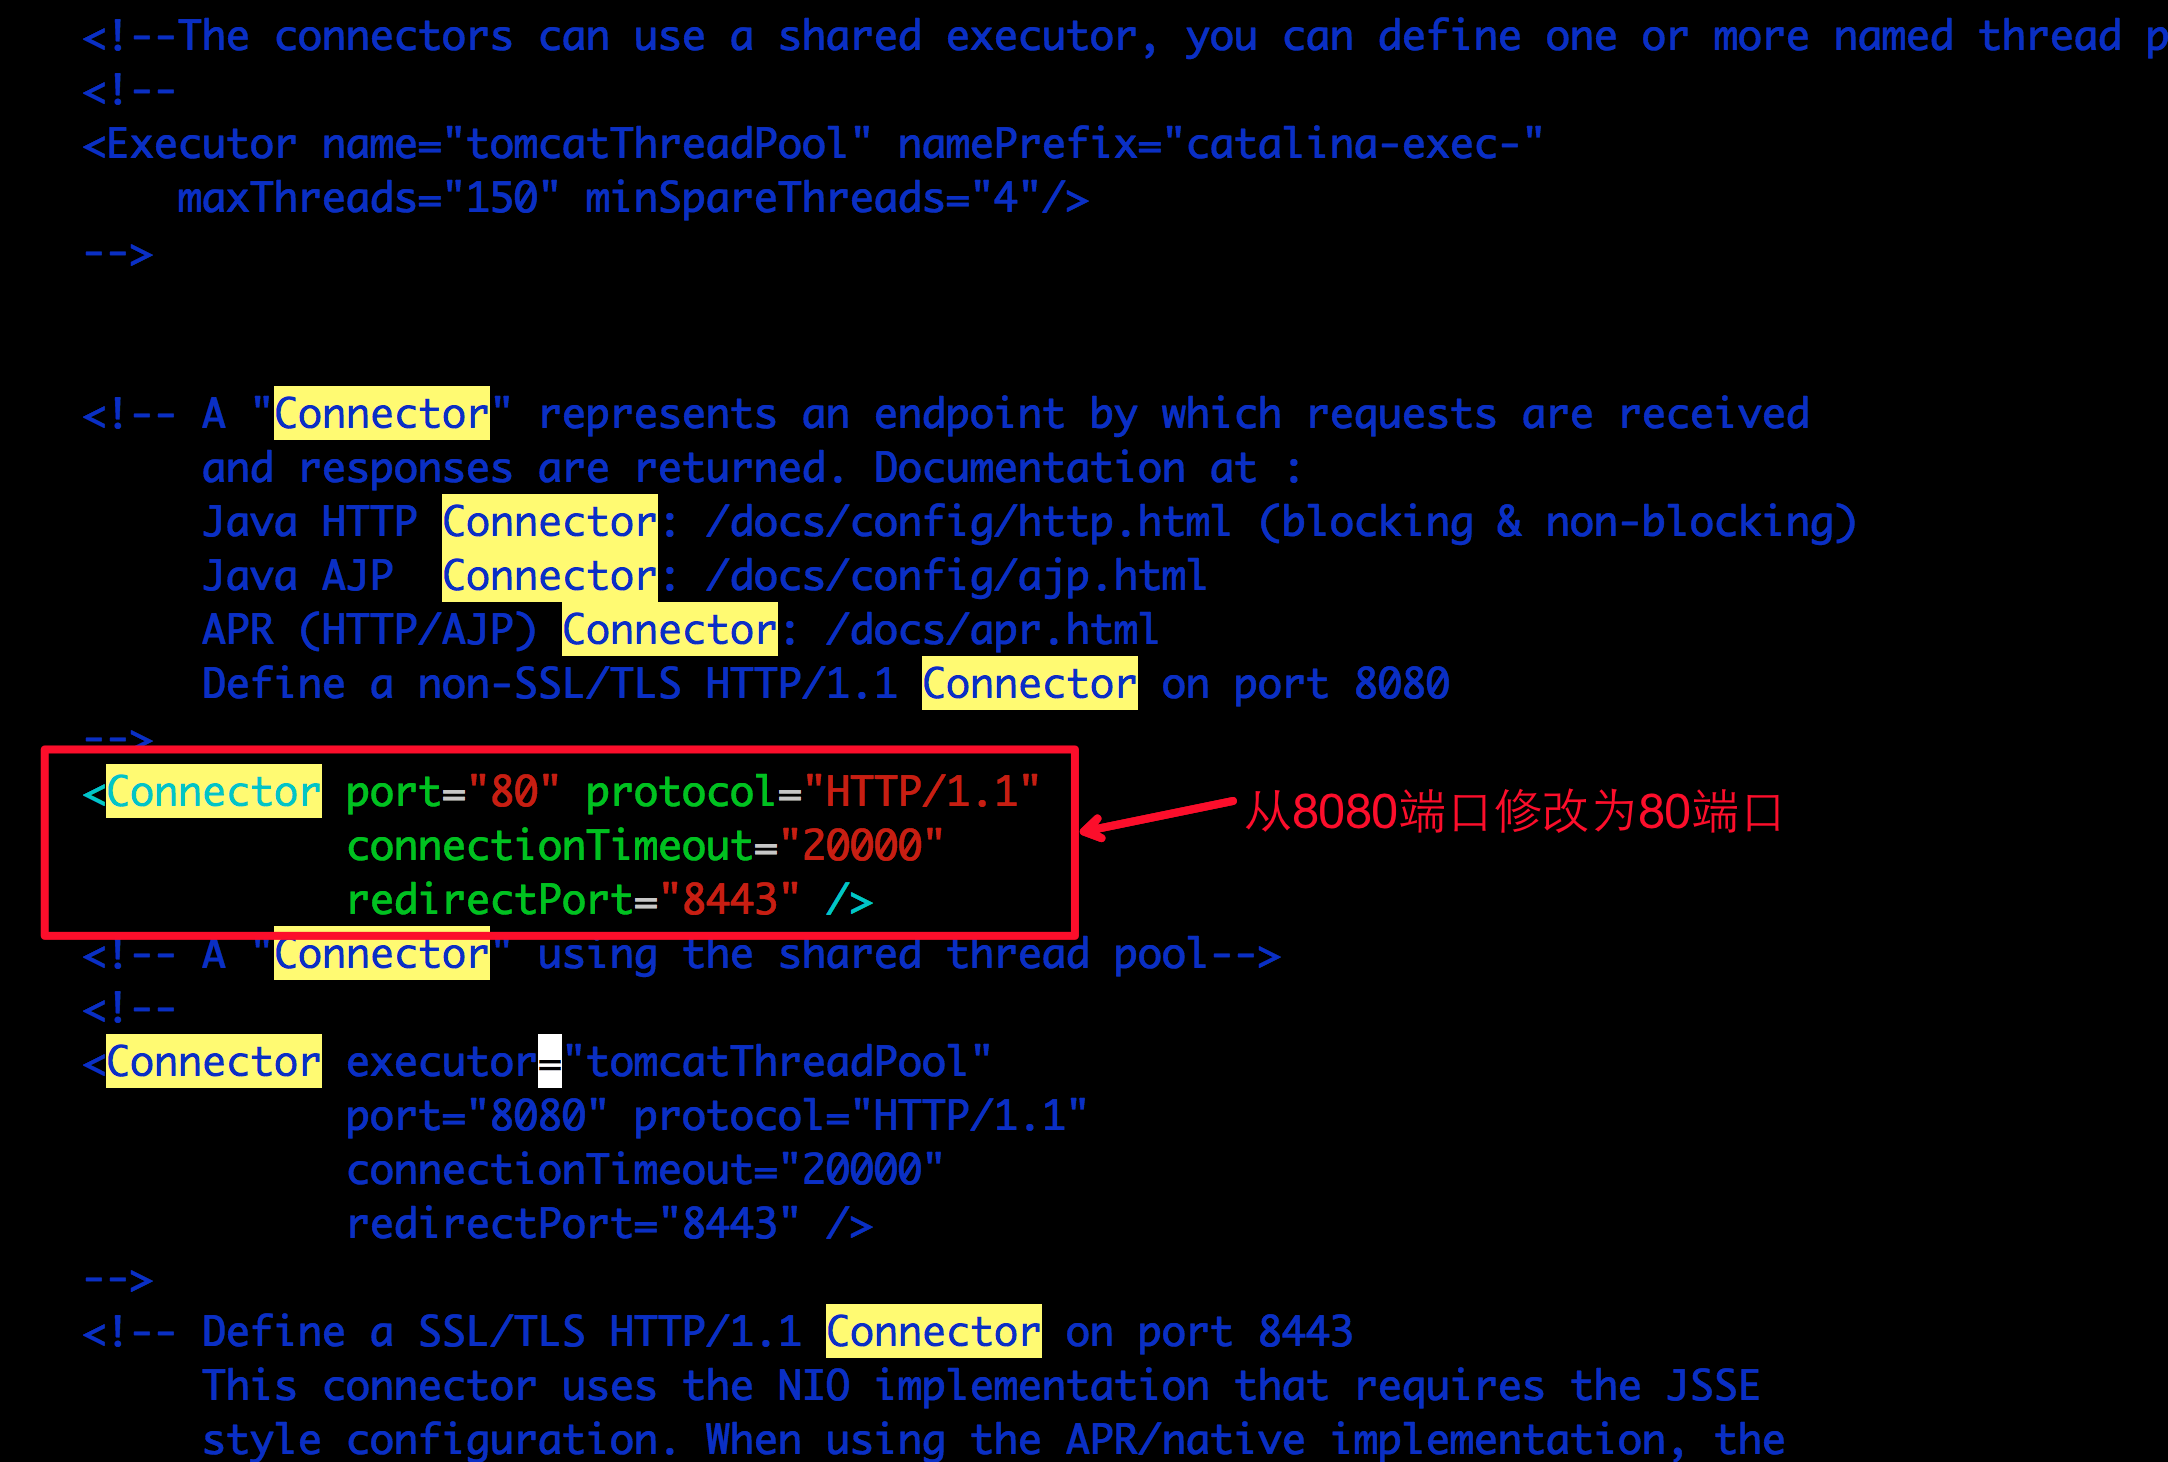 <!--The connectors can use a shared executor, you can define one or more named thread p
<!--
<Executor name="tomcatThreadPool" namePrefix="catalina-exec-"
maxThreads="150" minSpareThreads="4"/>
-->
<!-- A "Connector" represents an endpoint by which requests are received
and responses are returned. Documentation at :
Java HTTP Connector: /docs/config/http.html (blocking & non-blocking)
Java AJP  Connector: /docs/config/ajp.html
APR (HTTP/AJP) Connector: /docs/apr.html
Define a non-SSL/TLS HTTP/1.1 Connector on port 8080
-->
<Connector port="80" protocol="HTTP/1.1"
从8080端口修改为80端口
connectionTimeout="20000"
redirectPort="8443" />
<!-- A "Connector" using the shared thread pool-->
<!--
<Connector executor="tomcatThreadPool"
port="8080" protocol="HTTP/1.1"
connectionTimeout="20000"
redirectPort="8443" />
-->
<!-- Define a SSL/TLS HTTP/1.1 Connector on port 8443
This connector uses the NIO implementation that requires the JSSE
style configuration. When using the APR/native implementation, the